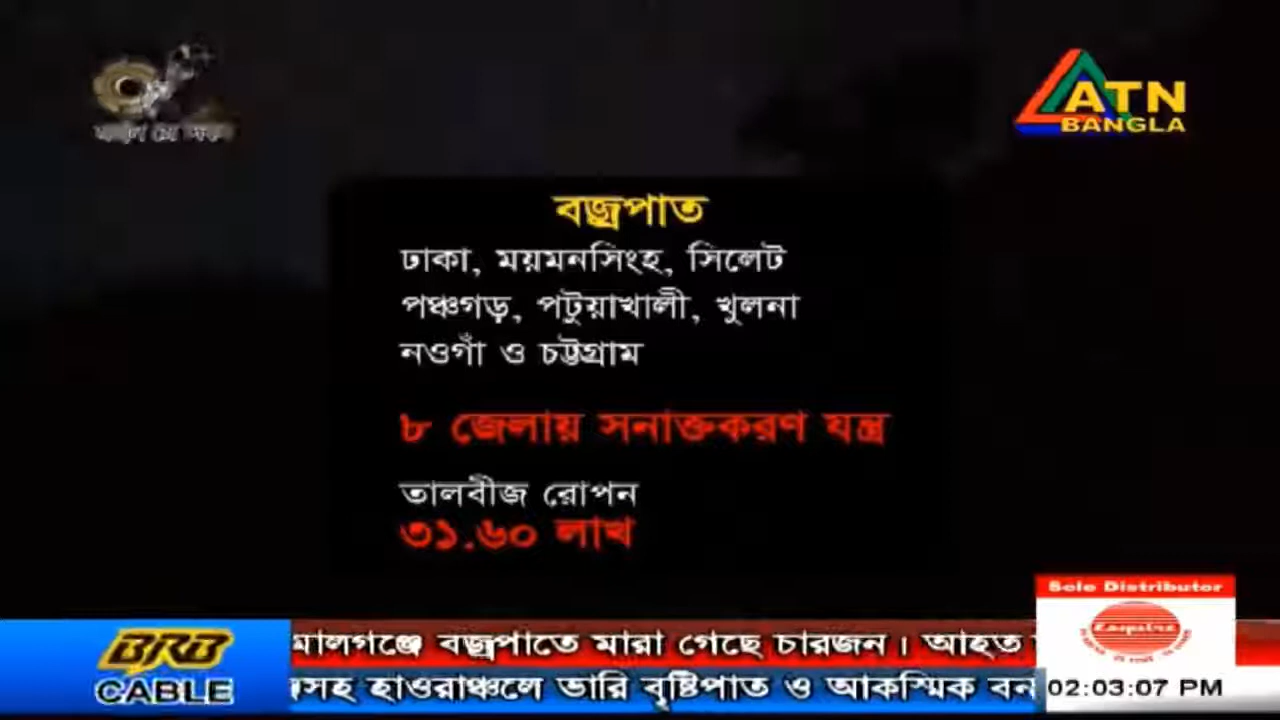 ATN
BANGLA
বজ্রপাত
ঢাকা, ময়মনসিংহ, সিলেট
পঞ্চগড়, পটুয়াখালী, খুলনা
নওগাঁ ও চট্টগ্রাম
৮ জেলায় সনাক্তকরণ যন্ত্র
তালবীজ রোপন
৩১.৬০ লাখ
Sole Distributor
BRB
CABLE
মালগঞ্জে বজ্রপাতে মারা গেছে চারজন। আহত
হাওরাঞ্চলে ভারি বৃষ্টিপাত ও আকস্মিক বন
02:03:07 PM